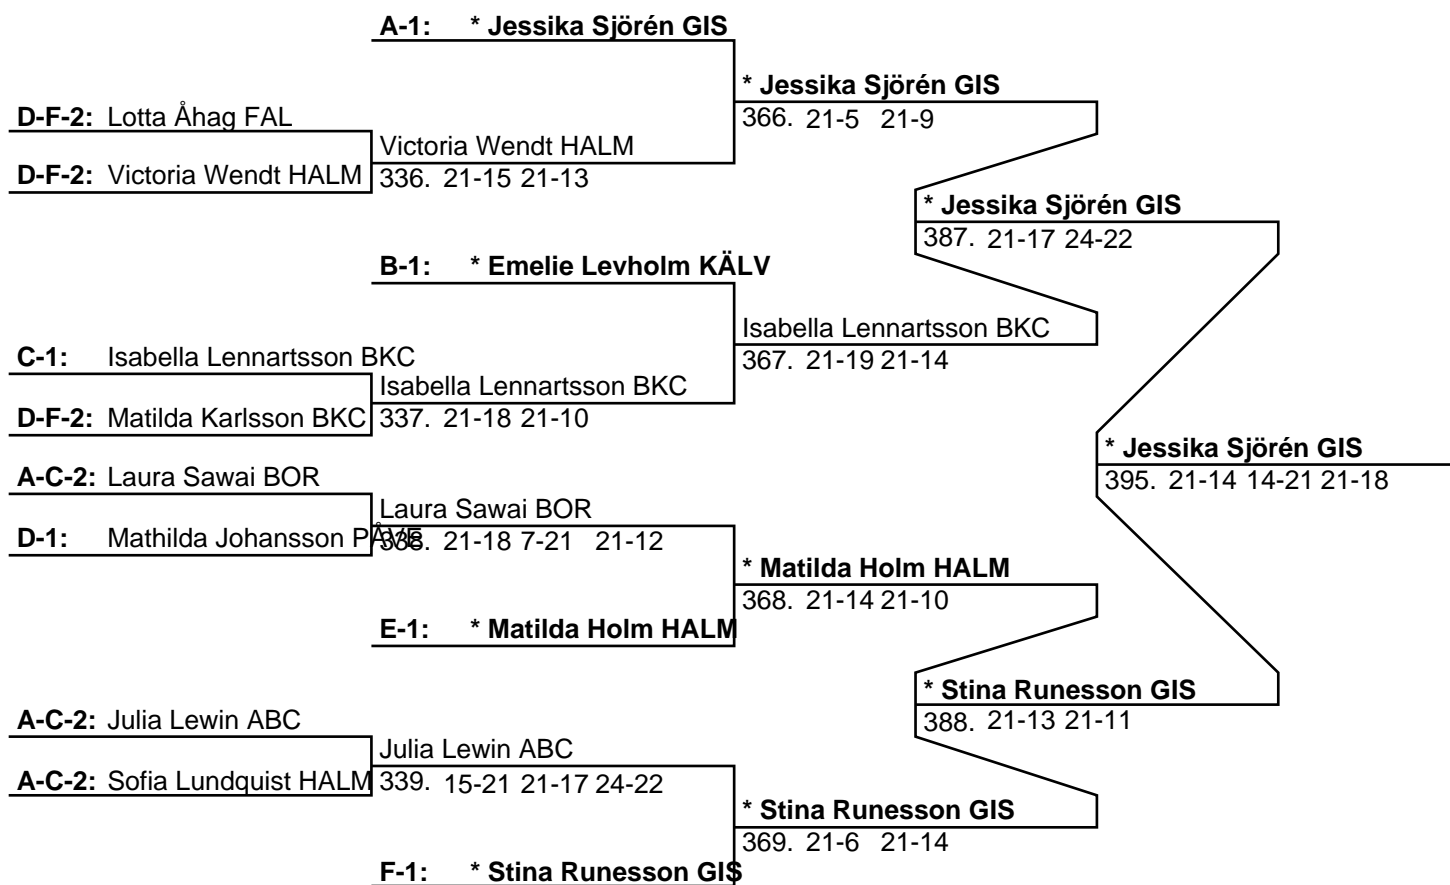 A-1: * Jessika Sjörén GIS
* Jessika Sjörén GIS
D-F-2: Lotta Åhag FAL
366. 21-5 21-9
Victoria Wendt HALM
D-F-2: Victoria Wendt HALM
336. 21-15 21-13
* Jessika Sjörén GIS
387. 21-17 24-22
B-1: * Emelie Levholm KÄLV
Isabella Lennartsson BKC
C-1: Isabella Lennartsson BKC
367. 21-19 21-14
Isabella Lennartsson BKC
D-F-2: Matilda Karlsson BKC
337. 21-18 21-10
* Jessika Sjörén GIS
395. 21-14 14-21 21-18
A-C-2: Laura Sawai BOR
Laura Sawai BOR
D-1: Mathilda Johansson PÅVE
338. 21-18 7-21 21-12
* Matilda Holm HALM
368. 21-14 21-10
E-1: * Matilda Holm HALM
* Stina Runesson GIS
388. 21-13 21-11
A-C-2: Julia Lewin ABC
Julia Lewin ABC
A-C-2: Sofia Lundquist HALM
339. 15-21 21-17 24-22
* Stina Runesson GIS
369. 21-6 21-14
F-1: * Stina Runesson GIS